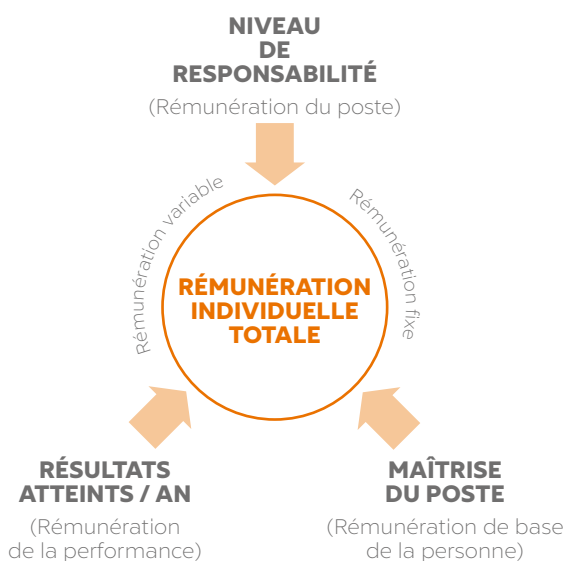 NIVEAU
DE
RESPONSABILITÉ
(Rémunération du poste)
Rémunération variable
Rémunération fixe
RÉMUNÉRATION
INDIVIDUELLE
TOTALE
RÉSULTATS
ATTEINTS / AN
(Rémunération
de la performance)
MAÎTRISE
DU POSTE
(Rémunération de base
de la personne)